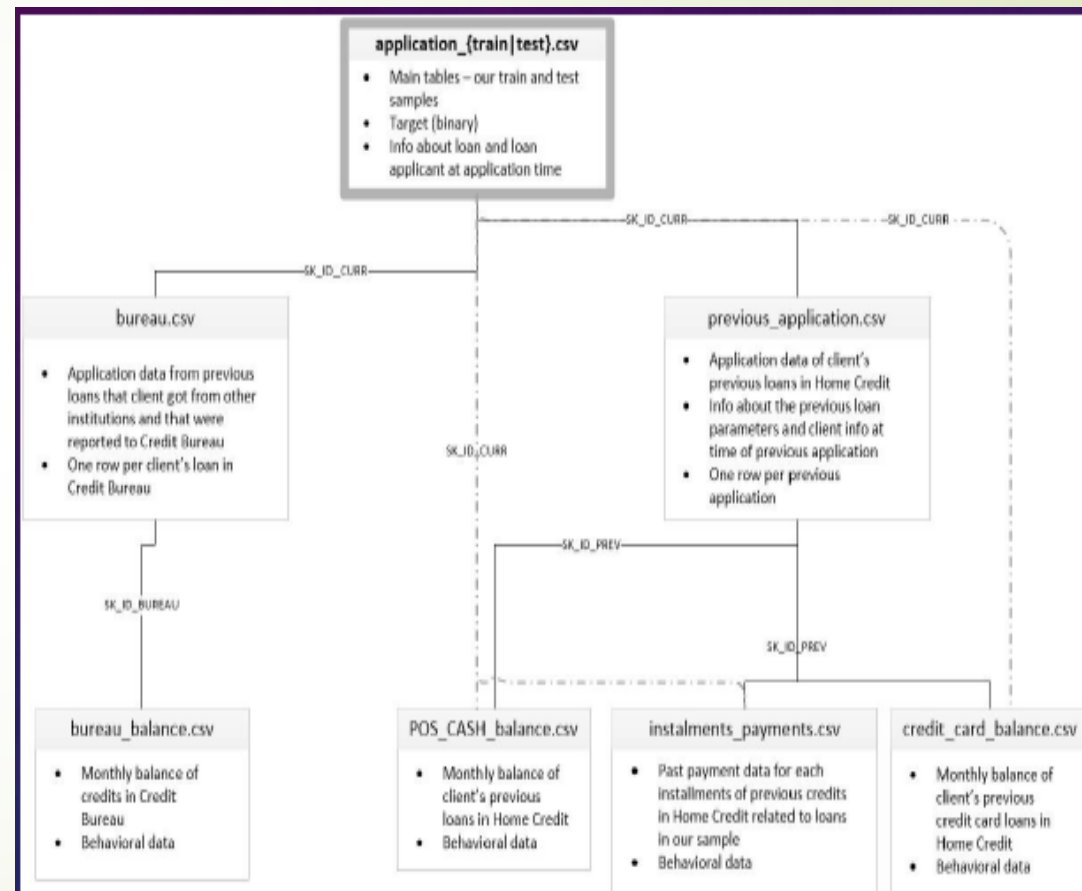 application_{train|test}.csv
• Main tables – our train and test
samples
• Target (binary)
• Info about loan and loan
applicant at application time
SK_ID_CURR
SK_ID_CURR
SK_ID_CURR
bureau.csv
• Application data from previous
loans that client got from other
institutions and that were
reported to Credit Bureau
• One row per client's loan in
Credit Bureau
previous_application.csv
• Application data of client's
previous loans in Home Credit
• Info about the previous loan
parameters and client info at
time of previous application
• One row per previous
application
SK_ID_CURR
SK_ID_PREV
SK_ID_BUREAU
SK_ID_PREV
bureau_balance.csv
• Monthly balance of
credits in Credit
Bureau
• Behavioral data
POS_CASH_balance.csv
• Monthly balance of
client's previous
loans in Home Credit
• Behavioral data
instalments_payments.csv
• Past payment data for each
installments of previous credits
in Home Credit related to loans
in our sample
• Behavioral data
credit_card_balance.csv
• Monthly balance of
client's previous
credit card loans in
Home Credit
• Behavioral data